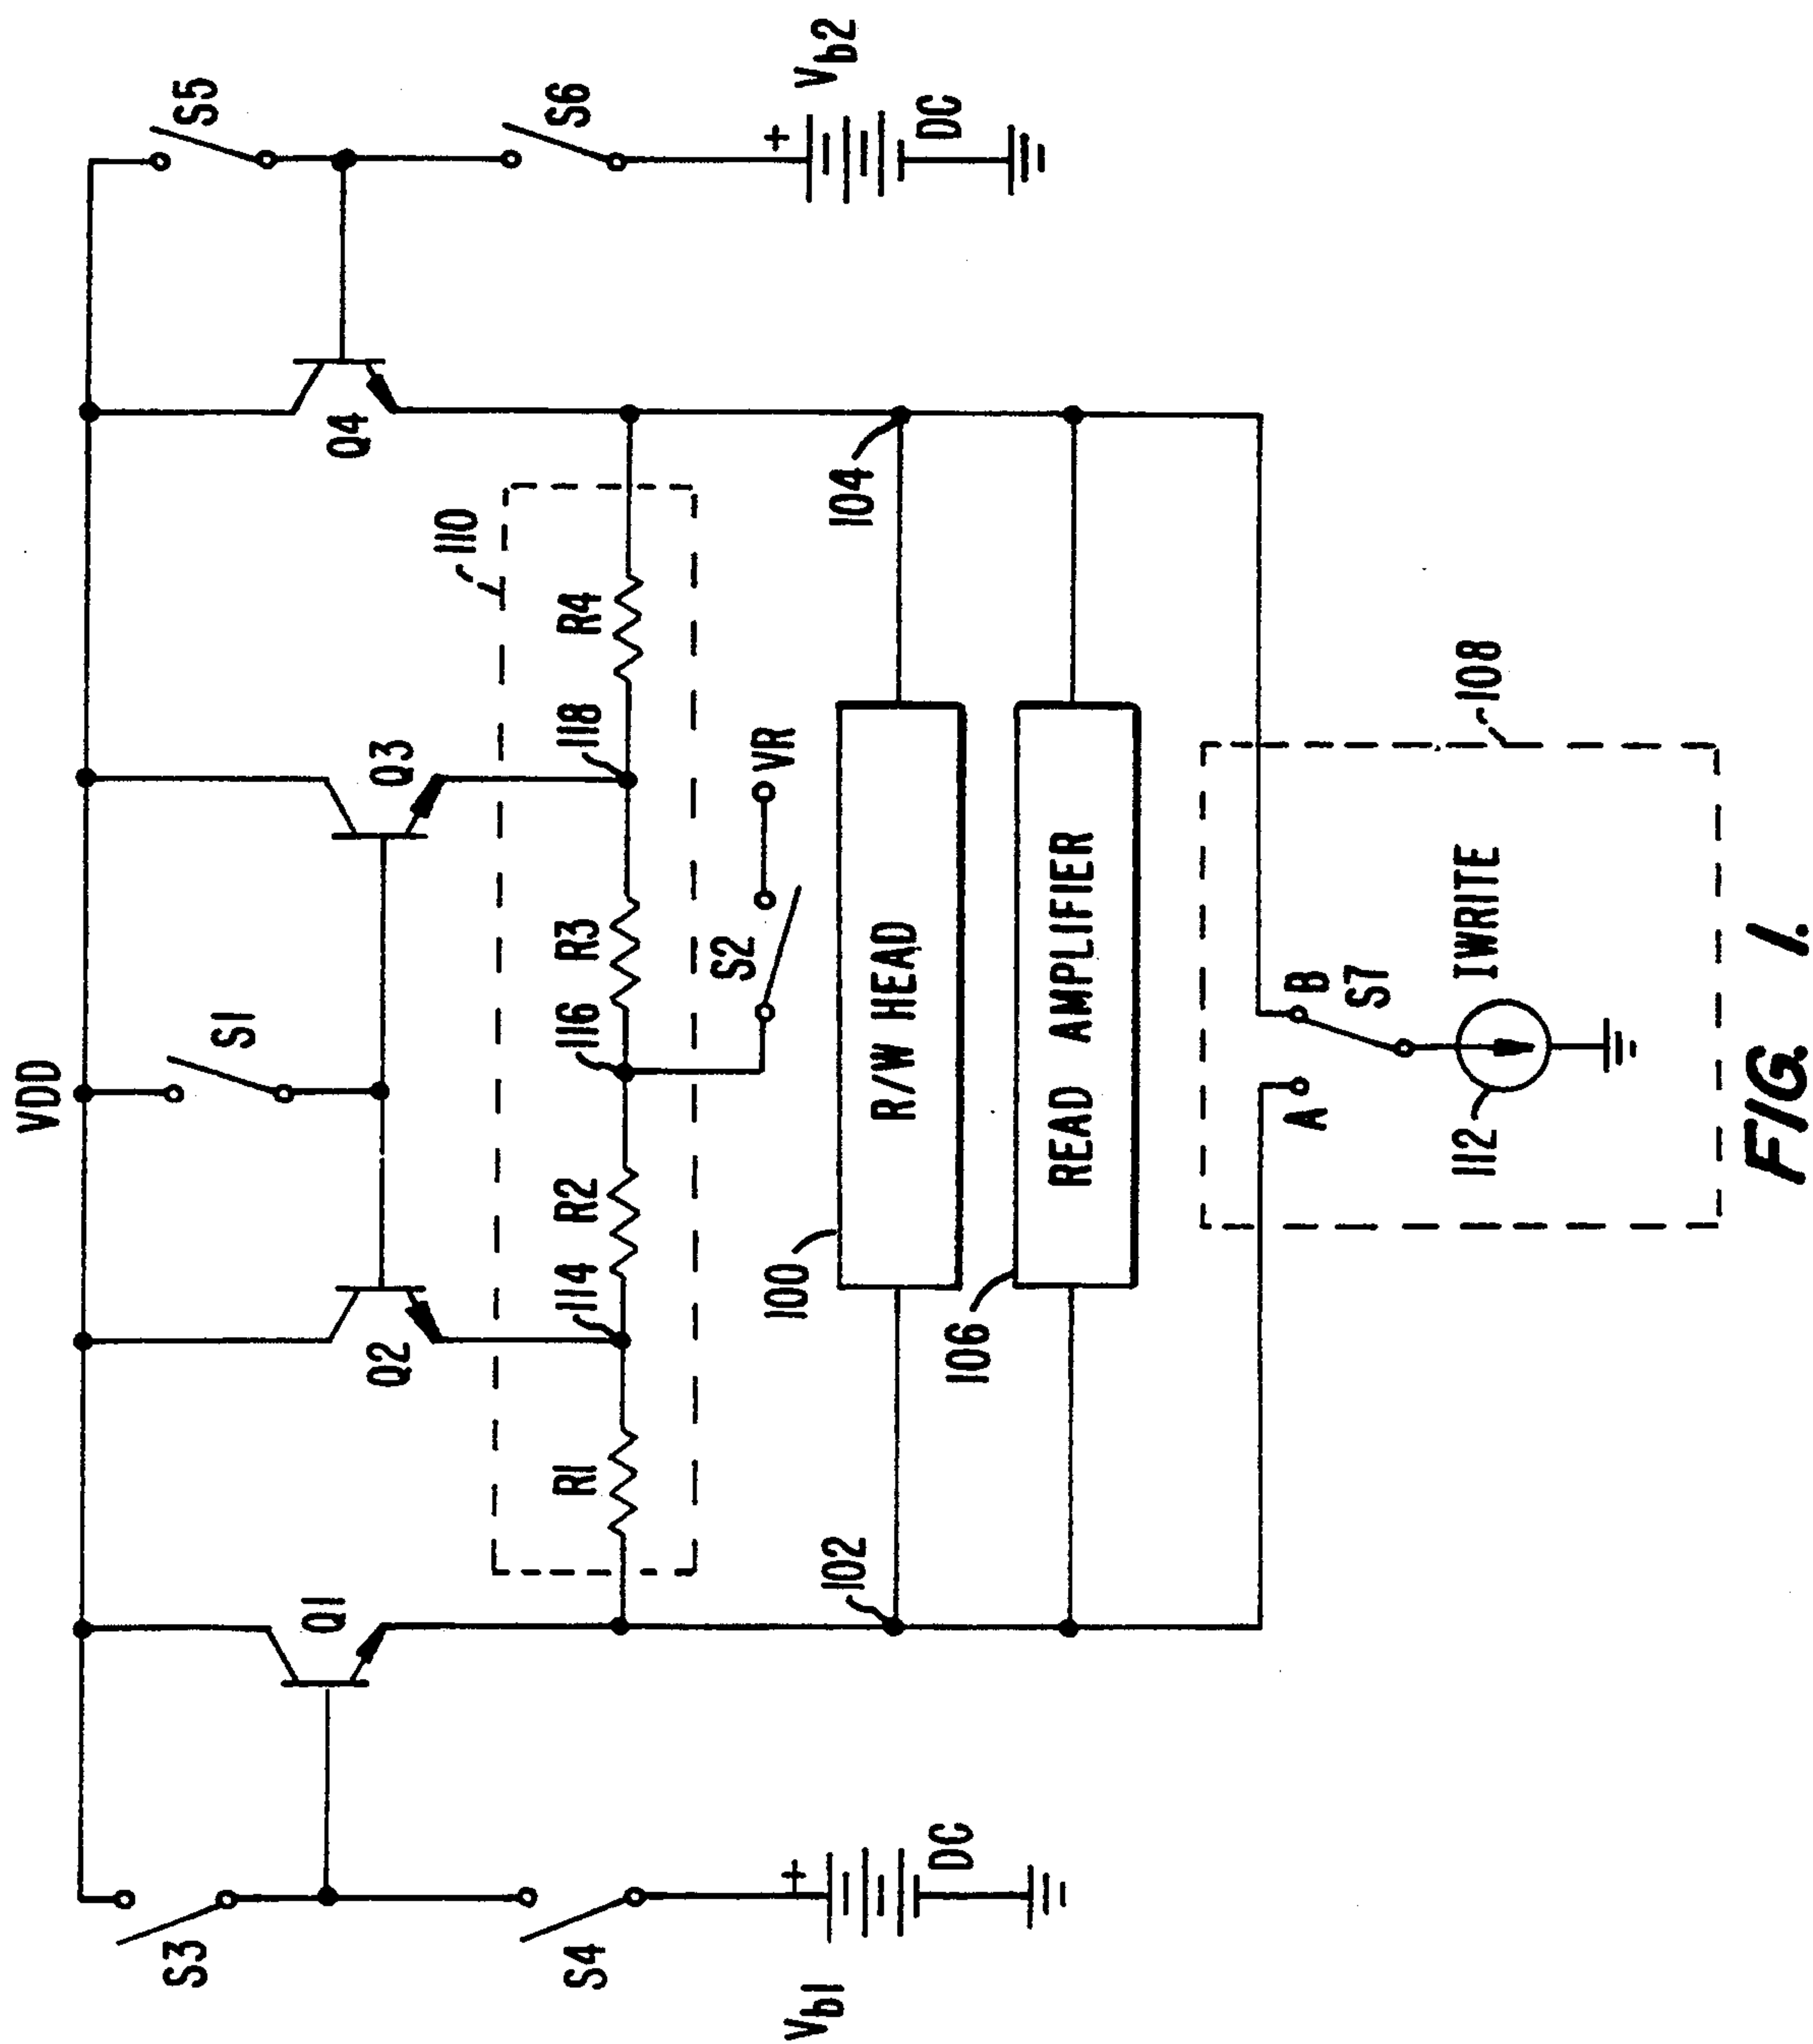 VDD
S3
Q1
Q2
S1
Q3
Q4
S5
S4
110
S6
R1
114
R2
116
R3
118
R4
Vb1
+
DC
S2
VR
+
Vb2
DC
102
100
R/W HEAD
104
106
READ AMPLIFIER
A
B
S7
108
112
IWRITE
FIG. 1.